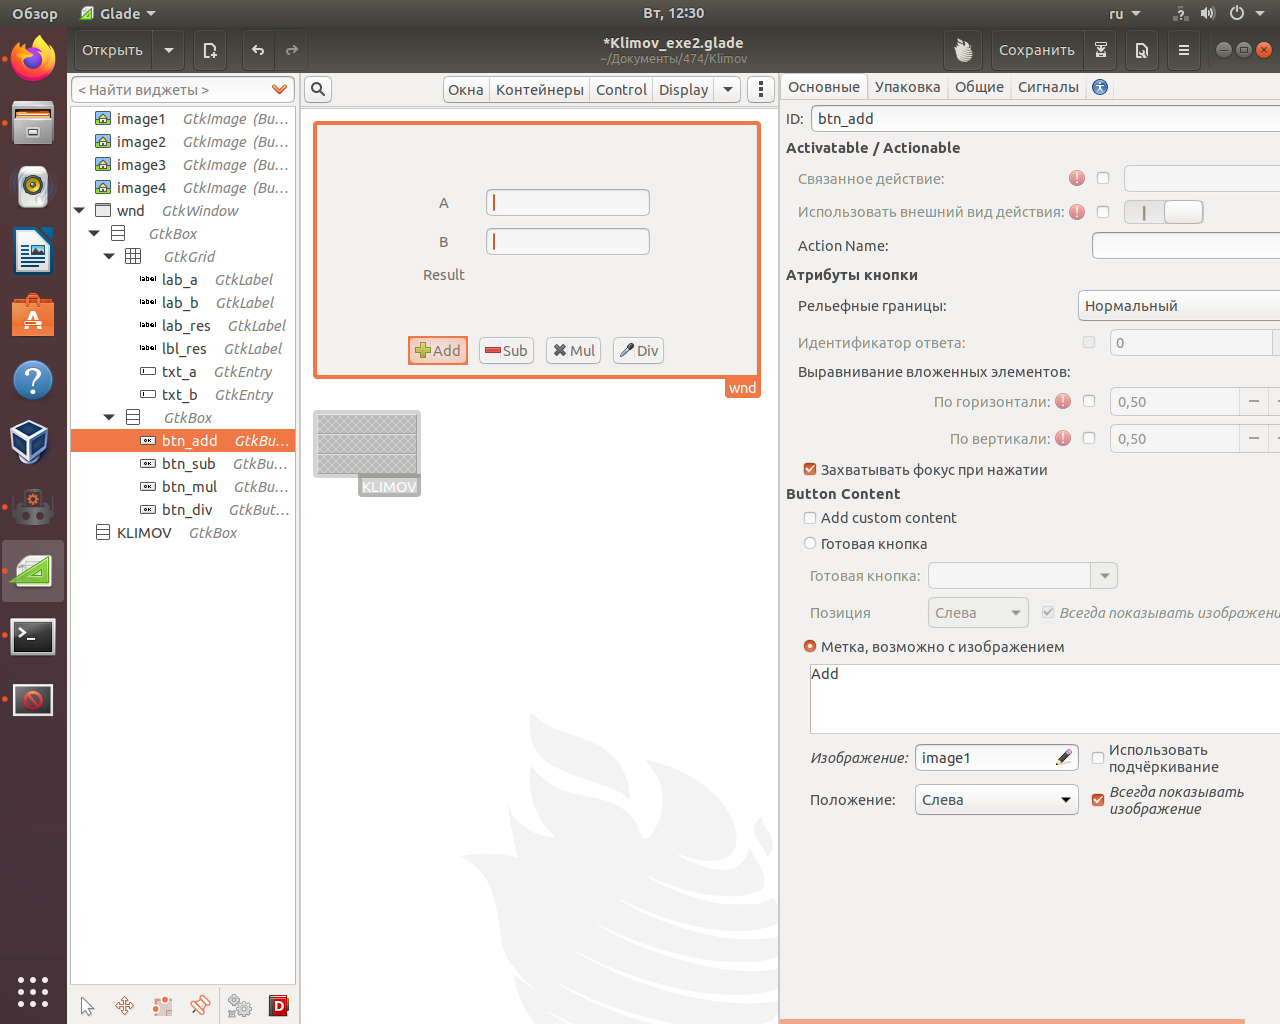 Обзор
Glade
Вт, 12:30
ru
Открыть
*Klimov_exe2.glade
~/Документы/474/Klimov
Сохранить
< Найти виджеты >
Окна
Контейнеры
Control
Display
Основные
Упаковка
Общие
Сигналы
image1 GtkImage (Bu…
image2 GtkImage (Bu…
image3 GtkImage (Bu…
image4 GtkImage (Bu…
wnd GtkWindow
GtkBox
GtkGrid
lab_a GtkLabel
lab_b GtkLabel
lab_res GtkLabel
lbl_res GtkLabel
txt_a GtkEntry
txt_b GtkEntry
GtkBox
btn_add GtkBu…
btn_sub GtkBu…
btn_mul GtkBu…
btn_div GtkBut…
KLIMOV GtkBox
A
B
Result
Add
Sub
Mul
Div
wnd
KLIMOV
ID: btn_add
Activatable / Actionable
Связанное действие:
Использовать внешний вид действия:
Action Name:
Атрибуты кнопки
Рельефные границы: Нормальный
Идентификатор ответа: 0
Выравнивание вложенных элементов:
По горизонтали: 0,50
По вертикали: 0,50
Захватывать фокус при нажатии
Button Content
Add custom content
Готовая кнопка
Готовая кнопка:
Позиция Слева Всегда показывать изображени
Метка, возможно с изображением
Add
Изображение: image1 Использовать
подчёркивание
Положение: Слева Всегда показывать
изображение